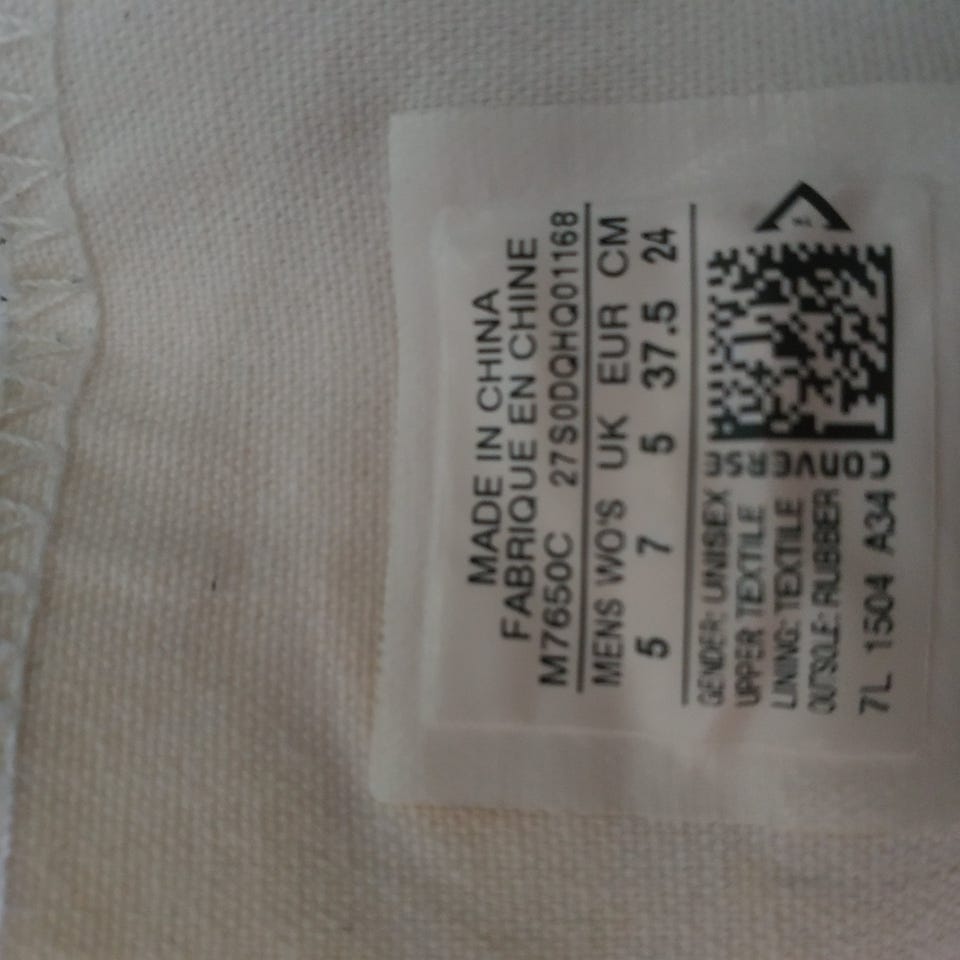 MADE IN CHINA
FABRIQUE EN CHINE
M7650C 27S0DQHQ01168
MENS WO'S UK EUR CM
5 7 5 37.5 24
GENDER: UNISEX
UPPER TEXTILE
LINING: TEXTILE
OUTSOLE: RUBBER
7L 1504 A34
CONVERSE